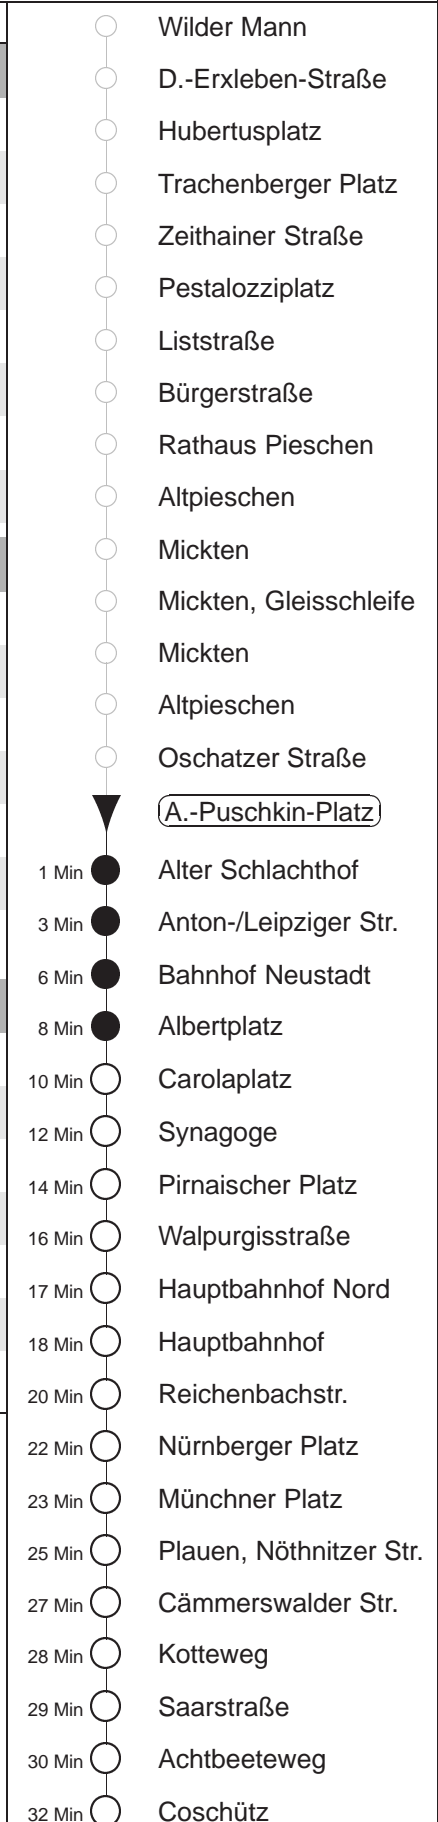 Wilder Mann
D.-Erxleben-Straße
Hubertusplatz
Trachenberger Platz
Zeithainer Straße
Pestalozziplatz
Liststraße
Bürgerstraße
Rathaus Pieschen
Altpieschen
Mickten
Mickten, Gleisschleife
Mickten
Altpieschen
Oschatzer Straße
A.-Puschkin-Platz
1 Min Alter Schlachthof
3 Min Anton-/Leipziger Str.
6 Min Bahnhof Neustadt
8 Min Albertplatz
10 Min Carolaplatz
12 Min Synagoge
14 Min Pirnaischer Platz
16 Min Walpurgisstraße
17 Min Hauptbahnhof Nord
18 Min Hauptbahnhof
20 Min Reichenbachstr.
22 Min Nürnberger Platz
23 Min Münchner Platz
25 Min Plauen, Nöthnitzer Str.
27 Min Cämmerswalder Str.
28 Min Kotteweg
29 Min Saarstraße
30 Min Achtbeeteweg
32 Min Coschütz